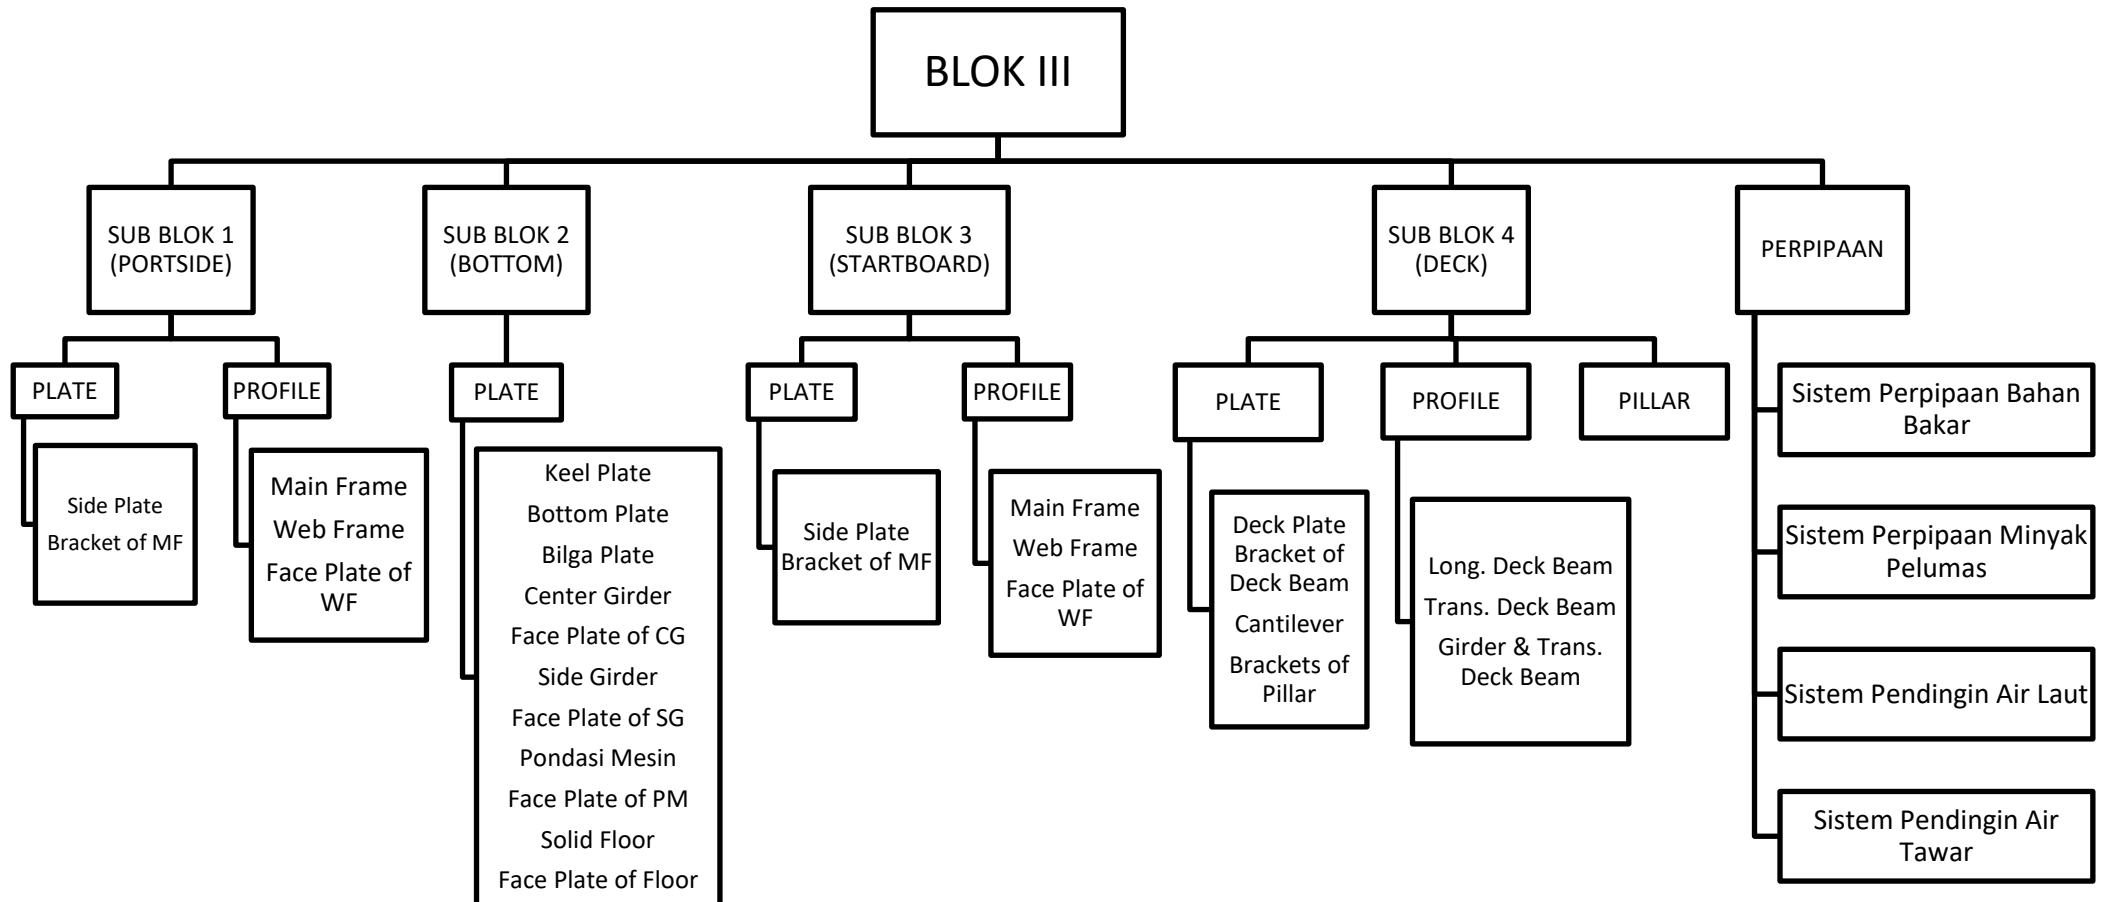 BLOK III
SUB BLOK 1
(PORTSIDE)
SUB BLOK 2
(BOTTOM)
SUB BLOK 3
(STARTBOARD)
SUB BLOK 4
(DECK)
PERPIPAAN
PLATE
Side Plate
Bracket of MF
PROFILE
Main Frame
Web Frame
Face Plate of
WF
PLATE
Keel Plate
Bottom Plate
Bilga Plate
Center Girder
Face Plate of CG
Side Girder
Face Plate of SG
Pondasi Mesin
Face Plate of PM
Solid Floor
Face Plate of Floor
PLATE
Side Plate
Bracket of MF
PROFILE
Main Frame
Web Frame
Face Plate of
WF
PLATE
Deck Plate
Bracket of
Deck Beam
Cantilever
Brackets of
Pillar
PROFILE
Long. Deck Beam
Trans. Deck Beam
Girder & Trans.
Deck Beam
PILLAR
Sistem Perpipaan Bahan
Bakar
Sistem Perpipaan Minyak
Pelumas
Sistem Pendingin Air Laut
Sistem Pendingin Air
Tawar